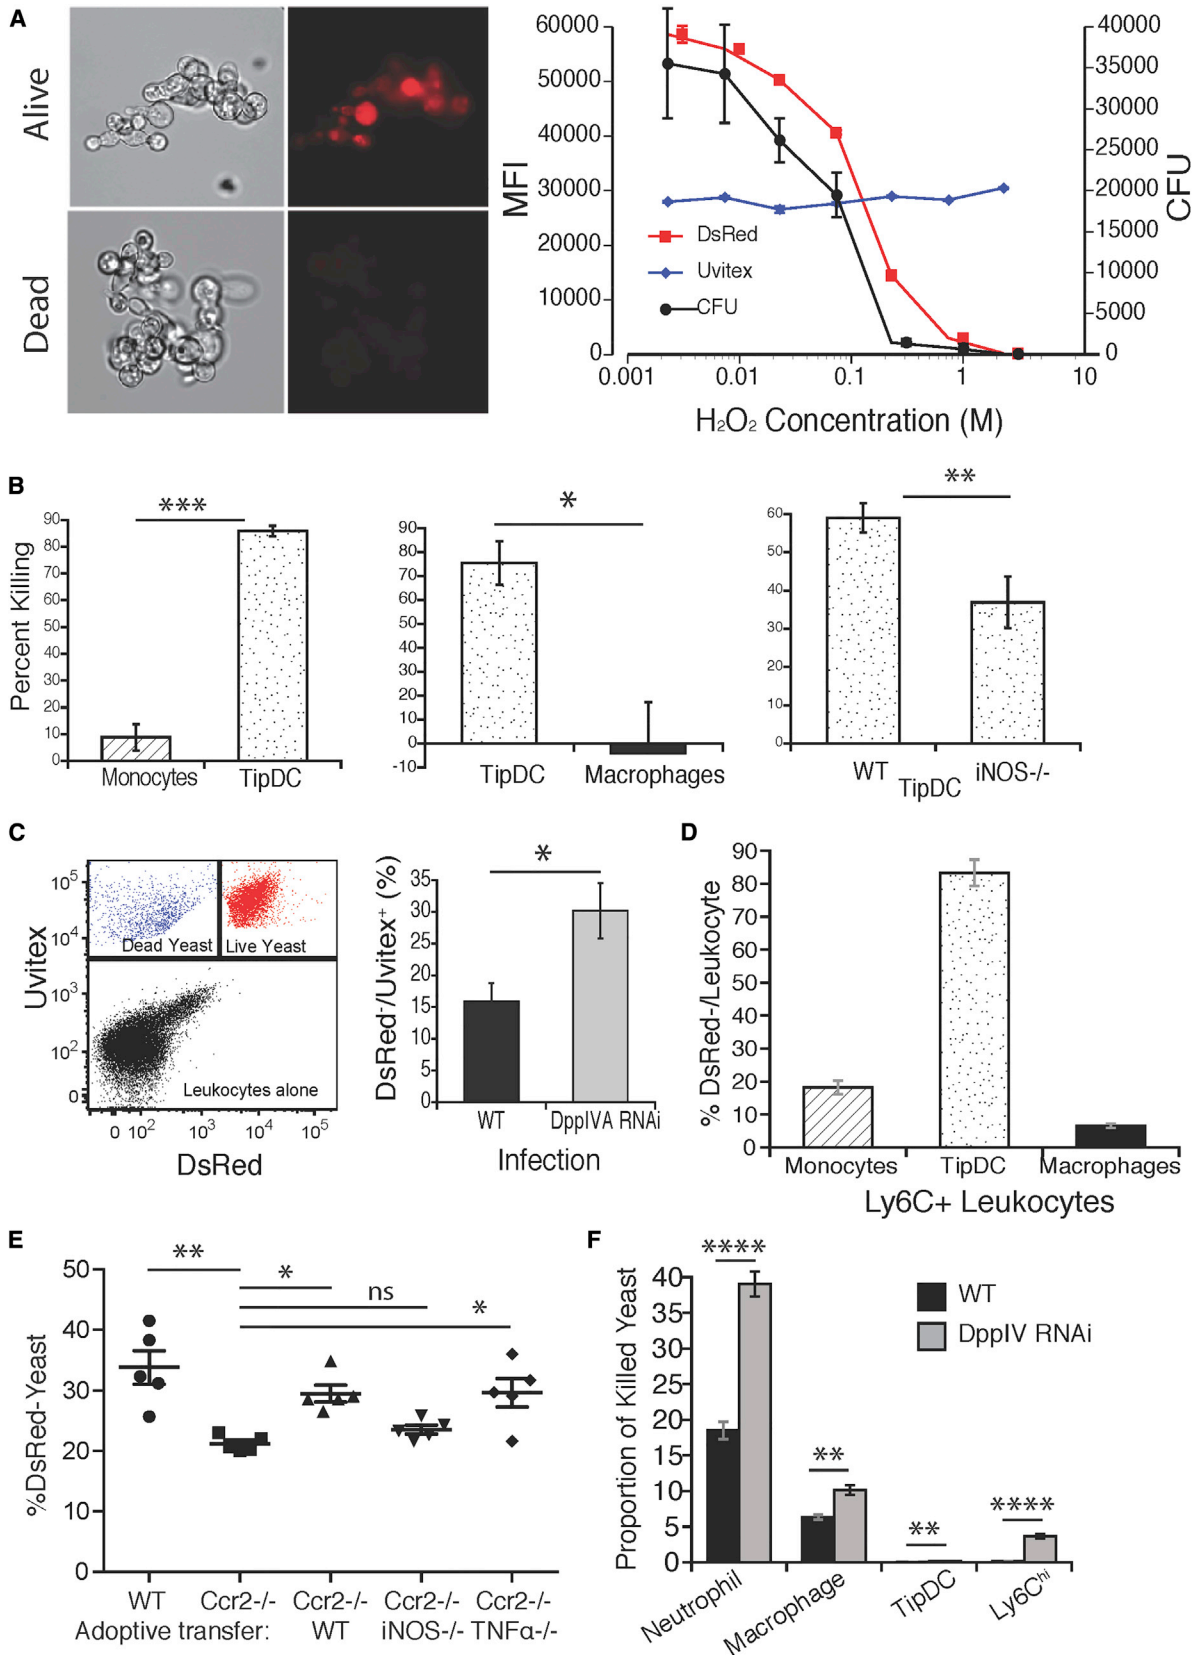 A
Alive
Dead
MFI
60000
50000
40000
30000
20000
10000
0
DsRed
Uvitex
CFU
40000
35000
30000
25000
20000
15000
10000
5000
0
CFU
0.001
0.01
0.1
1
10
H₂O₂ Concentration (M)
B
Percent Killing
90
80
70
60
50
40
30
20
10
0
***
Monocytes
TipDC
90
80
70
60
50
40
30
20
10
0
-10
*
TipDC
Macrophages
60
50
40
30
20
10
0
**
WT
iNOS-/-
TipDC
C
Uvitex
10⁵
10⁴
10³
10²
0
Dead Yeast
Live Yeast
Leukocytes alone
0 10² 10³ 10⁴ 10⁵
DsRed
DsRed⁻/Uvitex⁺ (%)
35
30
25
20
15
10
5
0
*
WT
DppIVA RNAi
Infection
D
% DsRed-/Leukocyte
90
80
70
60
50
40
30
20
10
0
Monocytes
TipDC
Macrophages
Ly6C+ Leukocytes
E
%DsRed-Yeast
50
40
30
20
10
0
**
*
ns
*
WT Ccr2-/- Ccr2-/- Ccr2-/- Ccr2-/-
Adoptive transfer: WT iNOS-/- TNFα-/-
F
Proportion of Killed Yeast
40
35
30
25
20
15
10
5
0
****
**
**
****
WT
DppIV RNAi
Neutrophil
Macrophage
TipDC
Ly6Cʰⁱ